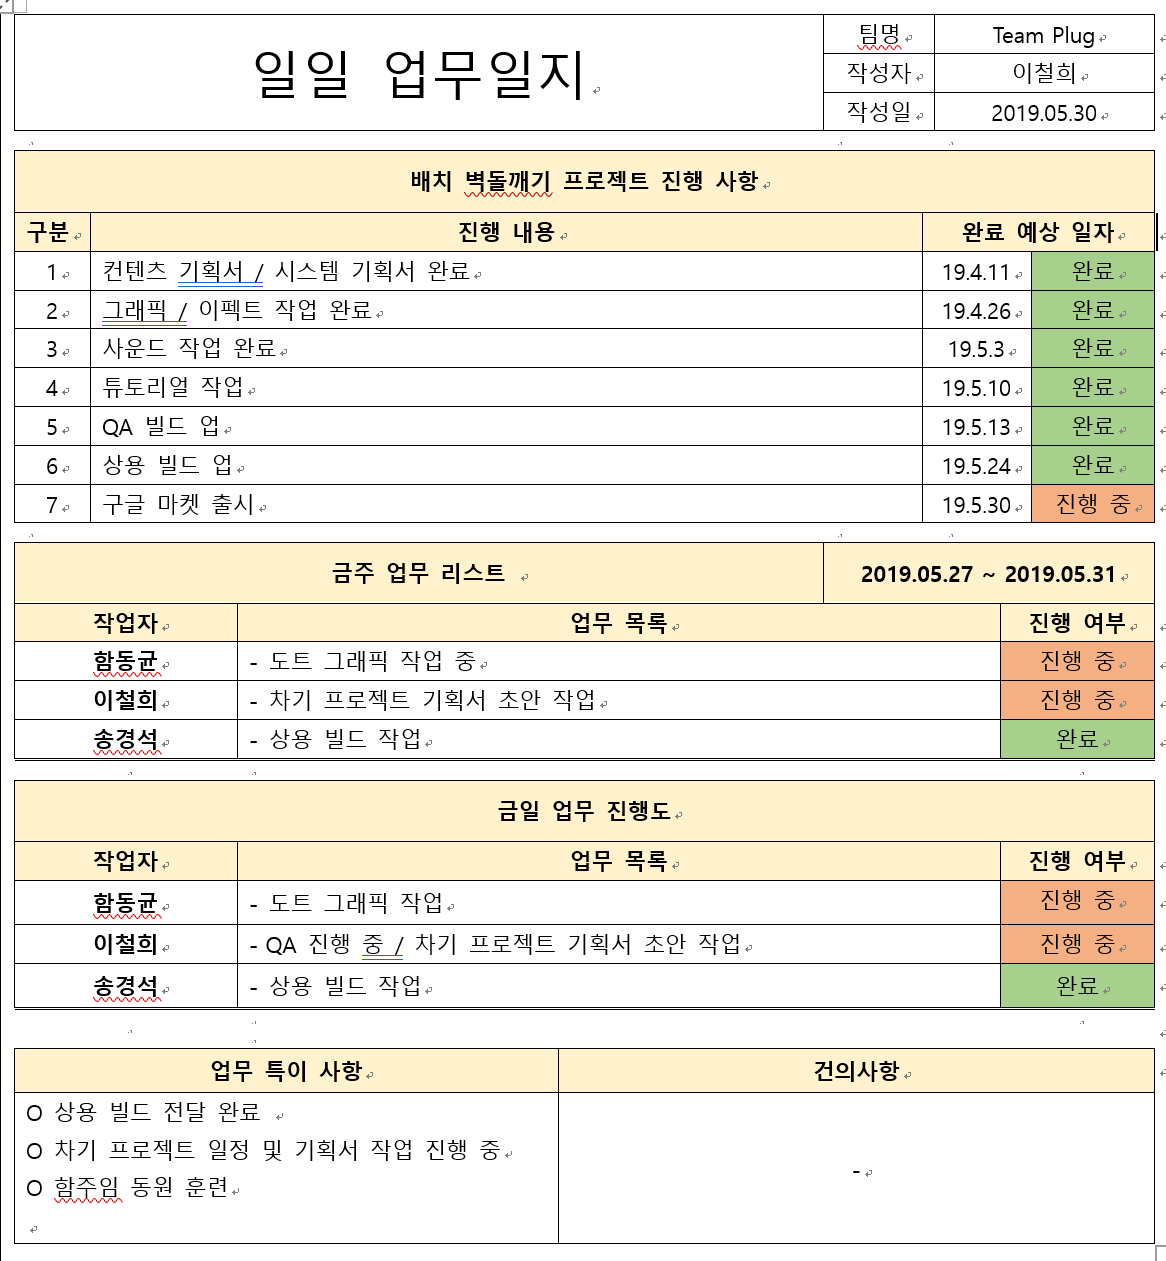 일일 업무일지
팀명 Team Plug
작성자 이철희
작성일 2019.05.30
배치 벽돌깨기 프로젝트 진행 사항
구분 진행 내용 완료 예상 일자
1 컨텐츠 기획서 / 시스템 기획서 완료 19.4.11 완료
2 그래픽 / 이펙트 작업 완료 19.4.26 완료
3 사운드 작업 완료 19.5.3 완료
4 튜토리얼 작업 19.5.10 완료
5 QA 빌드 업 19.5.13 완료
6 상용 빌드 업 19.5.24 완료
7 구글 마켓 출시 19.5.30 진행 중
금주 업무 리스트 2019.05.27 ~ 2019.05.31
작업자 업무 목록 진행 여부
함동균 - 도트 그래픽 작업 중 진행 중
이철희 - 차기 프로젝트 기획서 초안 작업 진행 중
송경석 - 상용 빌드 작업 완료
금일 업무 진행도
작업자 업무 목록 진행 여부
함동균 - 도트 그래픽 작업 진행 중
이철희 - QA 진행 중 / 차기 프로젝트 기획서 초안 작업 진행 중
송경석 - 상용 빌드 작업 완료
업무 특이 사항 건의사항
O 상용 빌드 전달 완료
O 차기 프로젝트 일정 및 기획서 작업 진행 중
O 함주임 동원 훈련
-